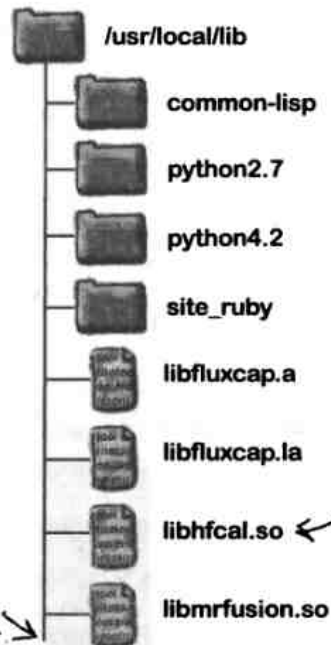 /usr/local/lib
common-lisp
python2.7
python4.2
site_ruby
libfluxcap.a
libfluxcap.la
libhfcal.so
libmrfusion.so